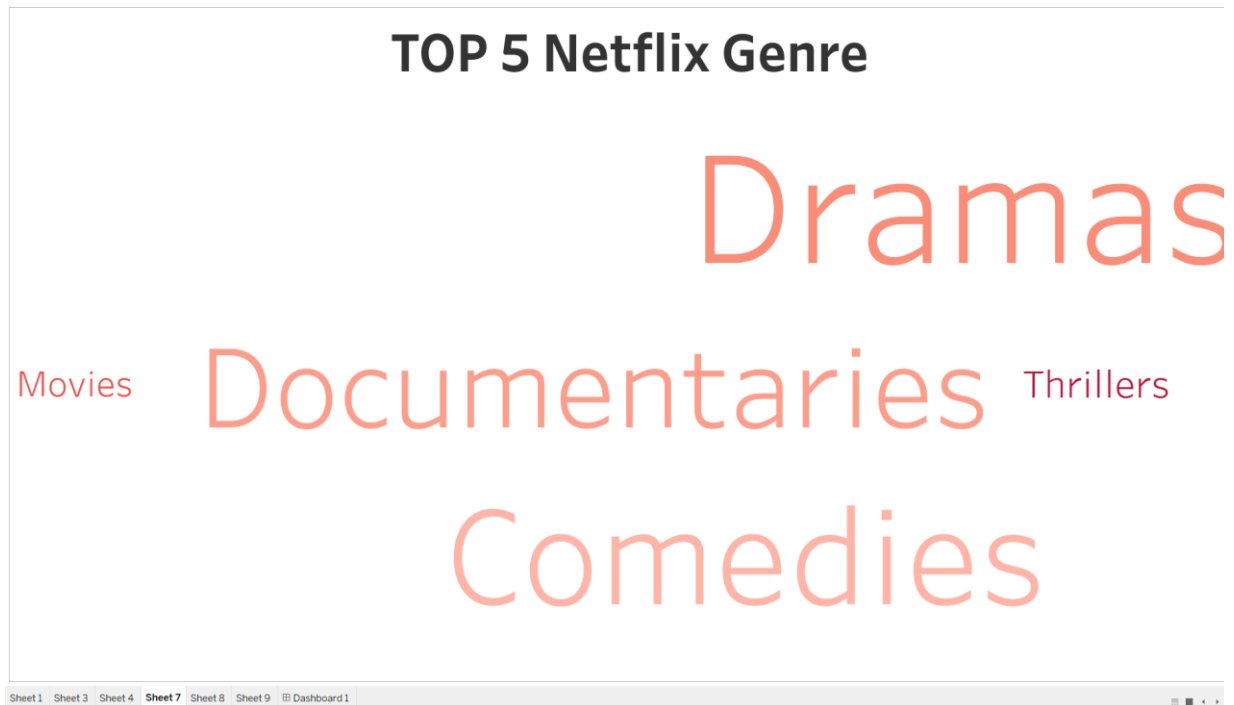 TOP 5 Netflix Genre
Dramas
Movies Documentaries Thrillers
Comedies
Sheet 1 Sheet 3 Sheet 4 Sheet 7 Sheet 8 Sheet 9 Dashboard 1